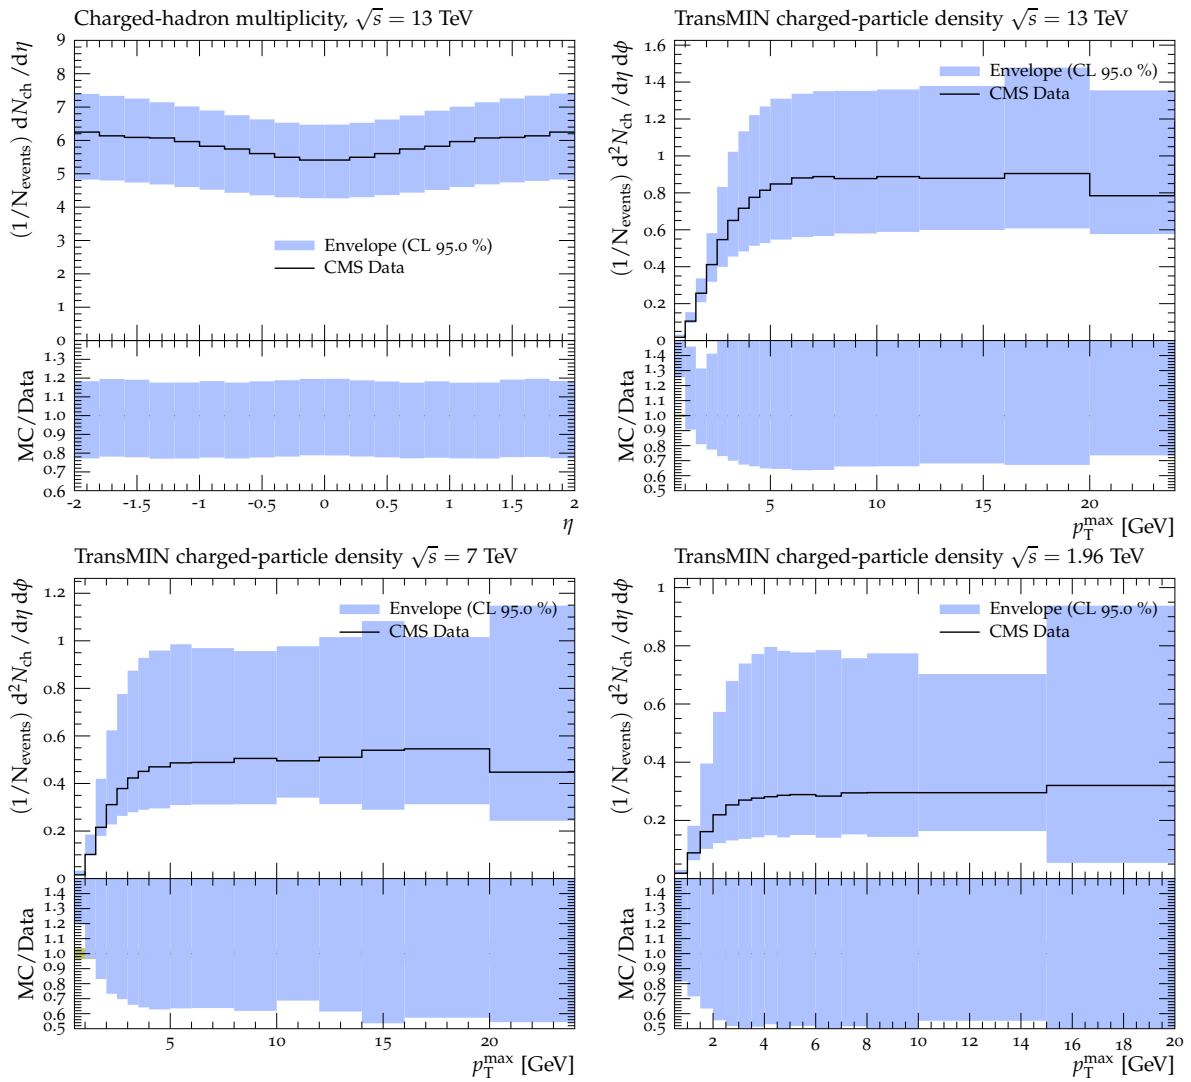 Charged-hadron multiplicity, √s = 13 TeV
(1/N_events) dN_ch/dη
9
8
7
6
5
4
3
2
1
0
Envelope (CL 95.0 %)
CMS Data
MC/Data
1.3
1.2
1.1
1.0
0.9
0.8
0.7
0.6
-2 -1.5 -1 -0.5 0 0.5 1 1.5 2
η
TransMIN charged-particle density √s = 13 TeV
(1/N_events) d²N_ch/dη dϕ
1.6
1.4
1.2
1
0.8
0.6
0.4
0.2
0
Envelope (CL 95.0 %)
CMS Data
MC/Data
1.4
1.3
1.2
1.1
1.0
0.9
0.8
0.7
0.6
0.5
5 10 15 20
p_T^max [GeV]
TransMIN charged-particle density √s = 7 TeV
(1/N_events) d²N_ch/dη dϕ
1.2
1
0.8
0.6
0.4
0.2
0
Envelope (CL 95.0 %)
CMS Data
MC/Data
1.4
1.3
1.2
1.1
1.0
0.9
0.8
0.7
0.6
0.5
5 10 15 20
p_T^max [GeV]
TransMIN charged-particle density √s = 1.96 TeV
(1/N_events) d²N_ch/dη dϕ
1
0.8
0.6
0.4
0.2
0
Envelope (CL 95.0 %)
CMS Data
MC/Data
1.4
1.3
1.2
1.1
1.0
0.9
0.8
0.7
0.6
0.5
2 4 6 8 10 12 14 16 18 20
p_T^max [GeV]